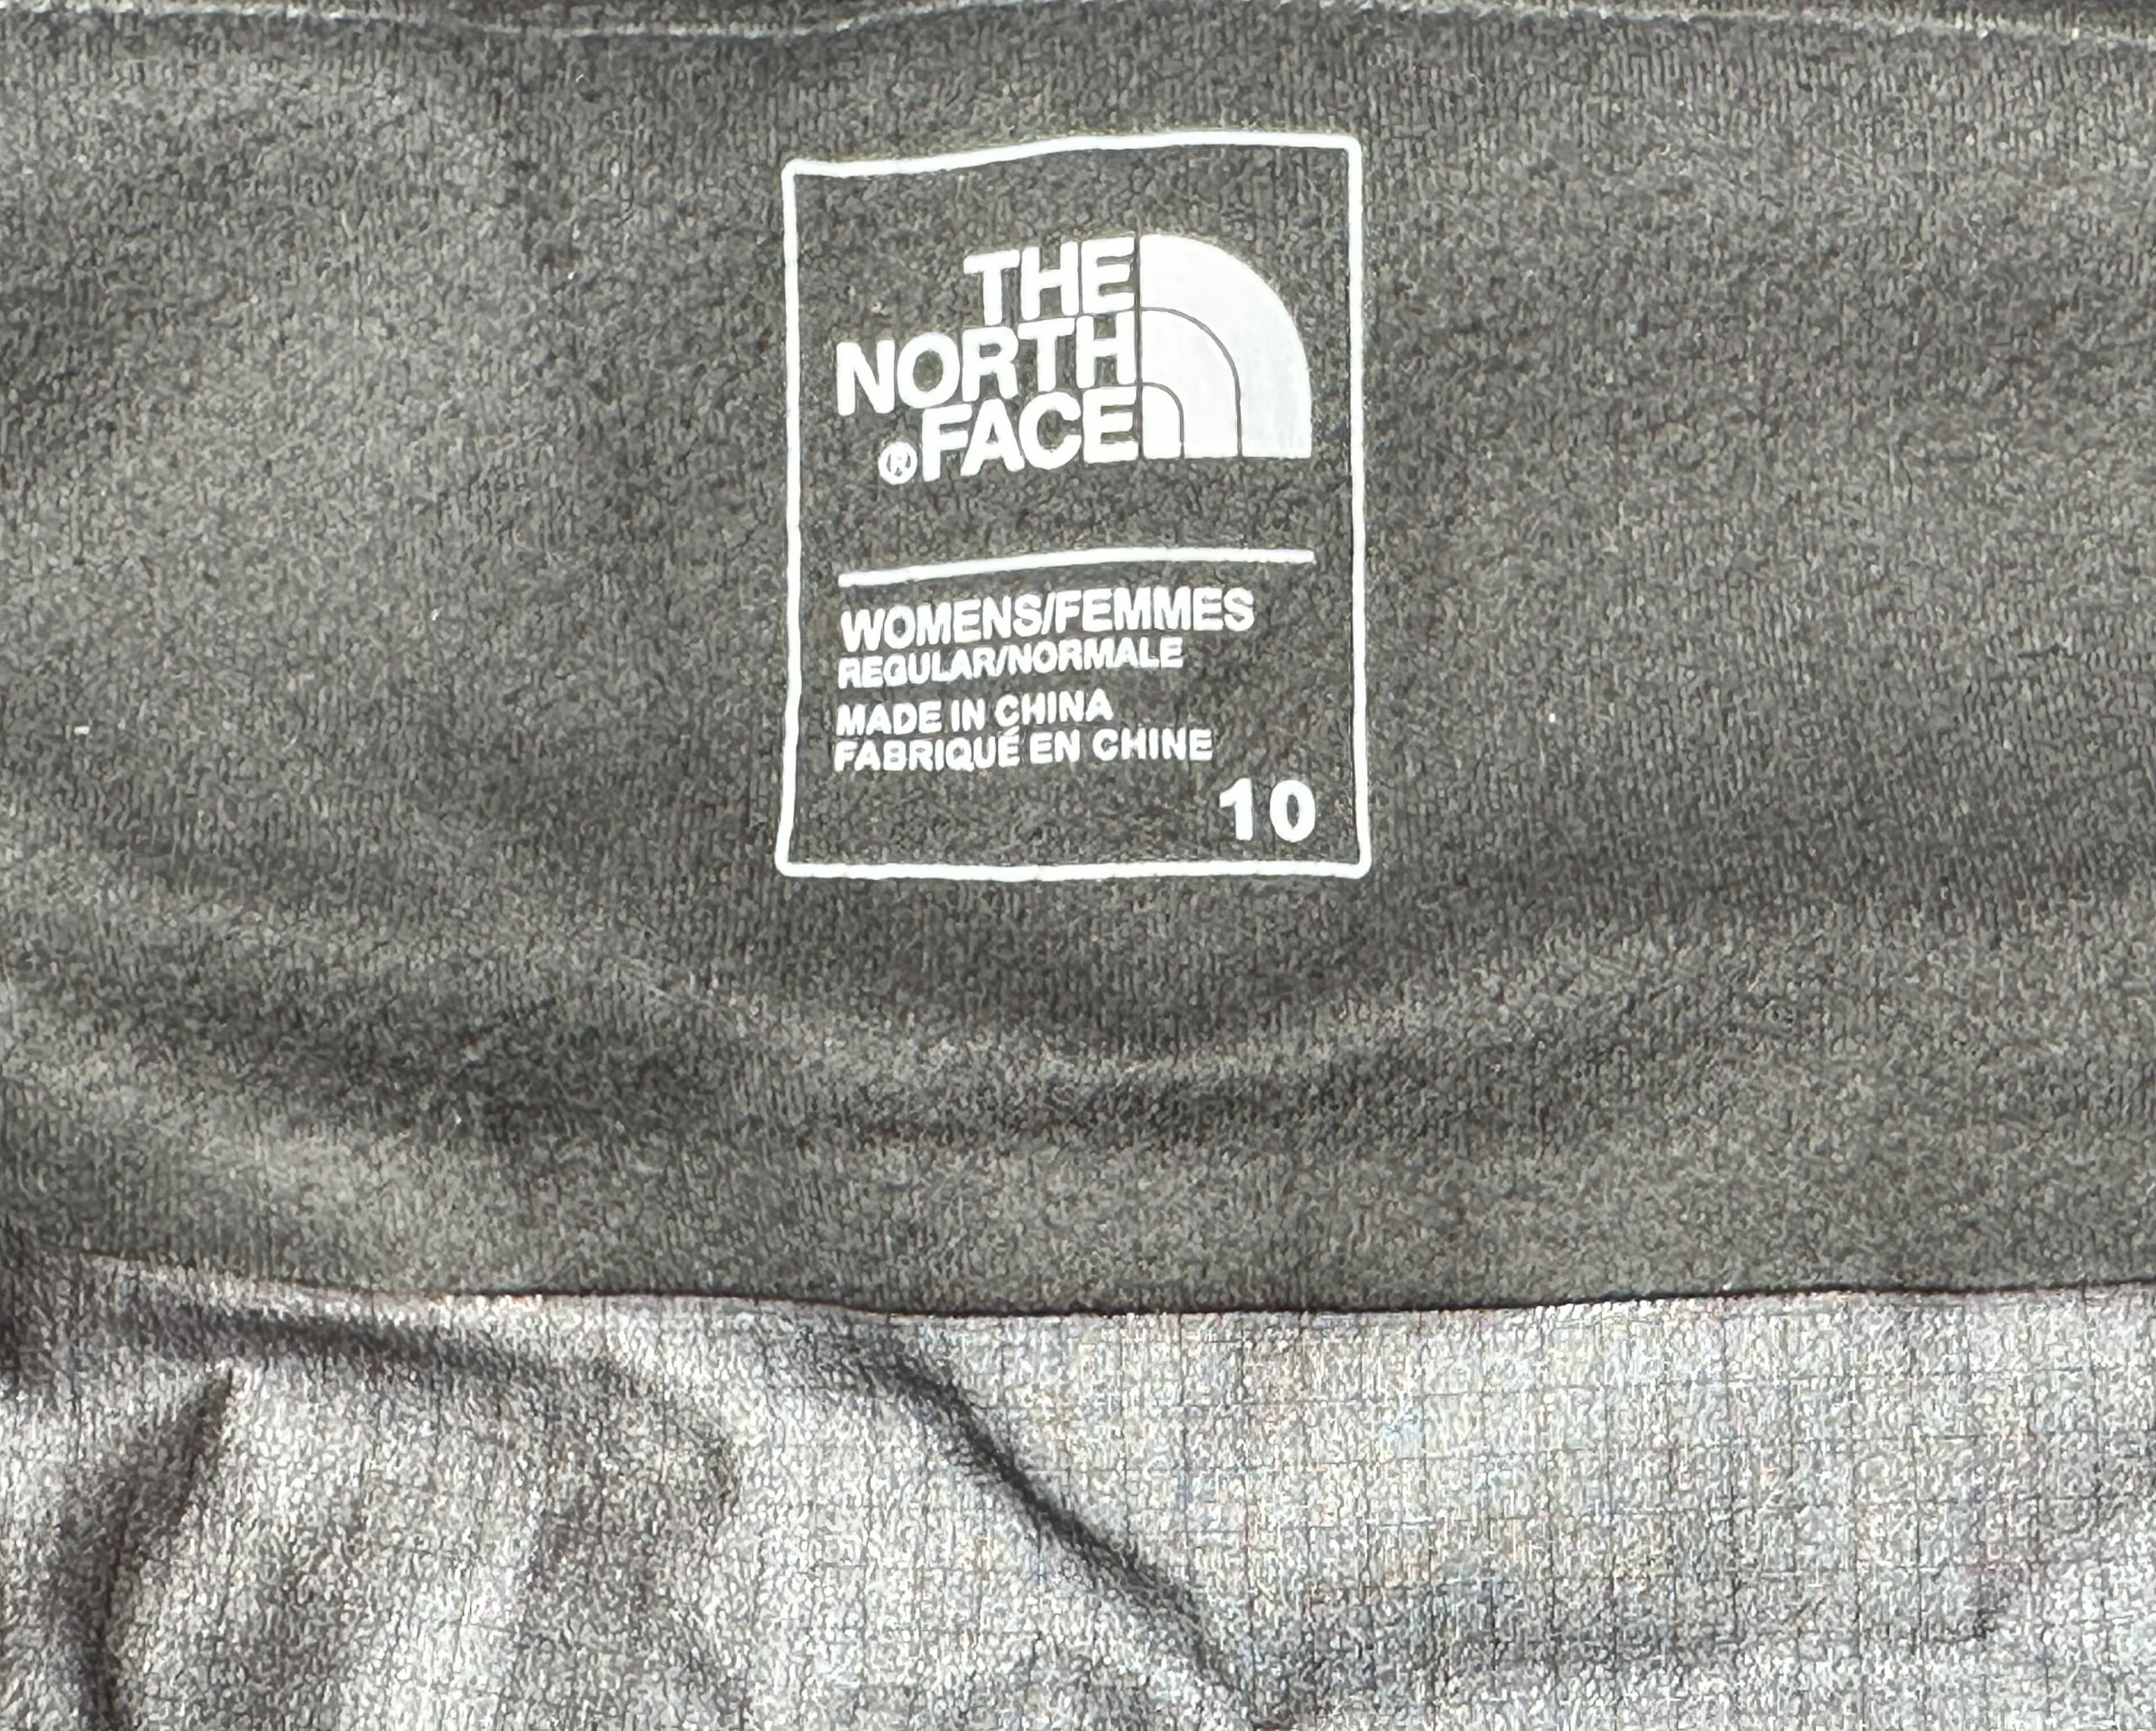 THE
NORTH
®FACE
WOMENS/FEMMES
REGULAR/NORMALE
MADE IN CHINA
FABRIQUÉ EN CHINE
10